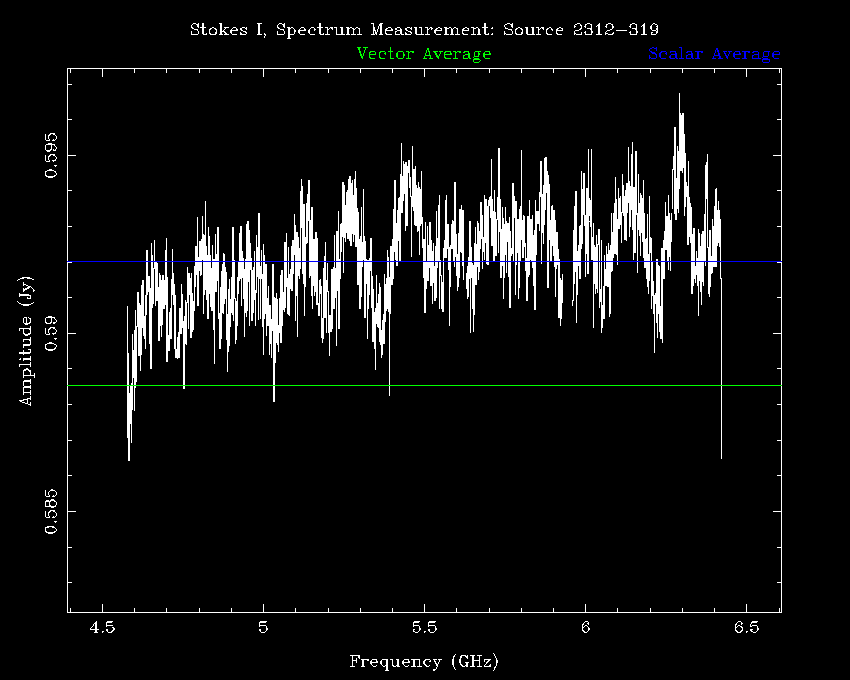 Stokes I, Spectrum Measurement: Source 2312−319
Vector Average Scalar Average
0.595
0.59
0.585
Amplitude (Jy)
4.5 5 5.5 6 6.5
Frequency (GHz)